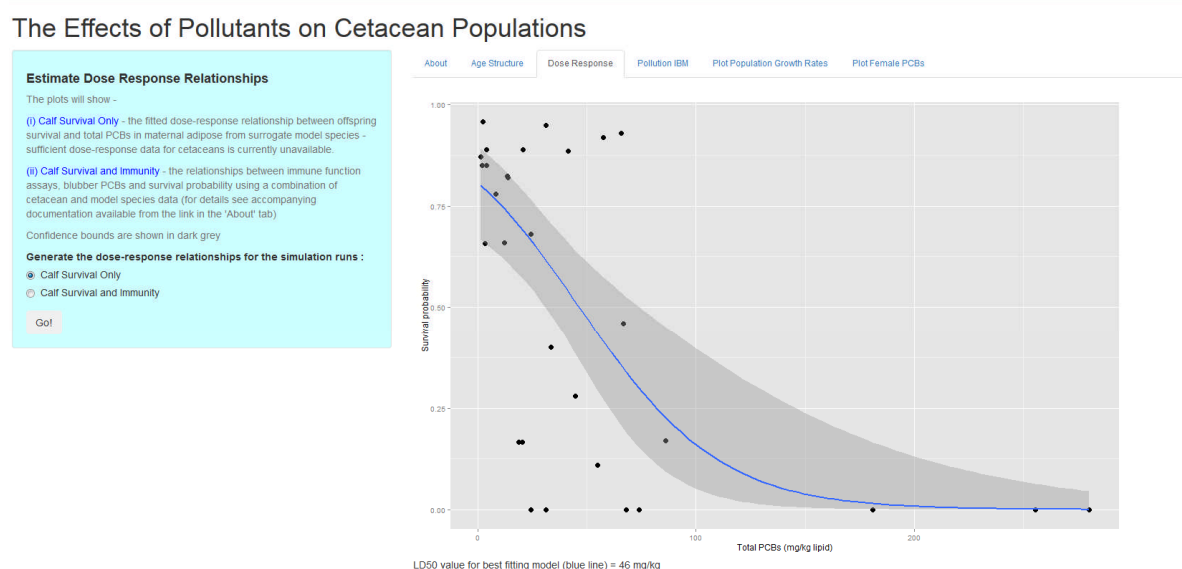 The Effects of Pollutants on Cetacean Populations
Estimate Dose Response Relationships
The plots will show -
(i) Calf Survival Only - the fitted dose-response relationship between offspring
survival and total PCBs in maternal adipose from surrogate model species -
sufficient dose-response data for cetaceans is currently unavailable.
(ii) Calf Survival and Immunity - the relationships between immune function
assays, blubber PCBs and survival probability using a combination of
cetacean and model species data (for details see accompanying
documentation available from the link in the 'About' tab)
Confidence bounds are shown in dark grey
Generate the dose-response relationships for the simulation runs :
Calf Survival Only
Calf Survival and Immunity
Go!
About Age Structure Dose Response Pollution IBM Plot Population Growth Rates Plot Female PCBs
1.00
0.75
0.50
0.25
0.00
Survival probability
0 100 200
Total PCBs (mg/kg lipid)
LD50 value for best fitting model (blue line) = 46 mg/kg